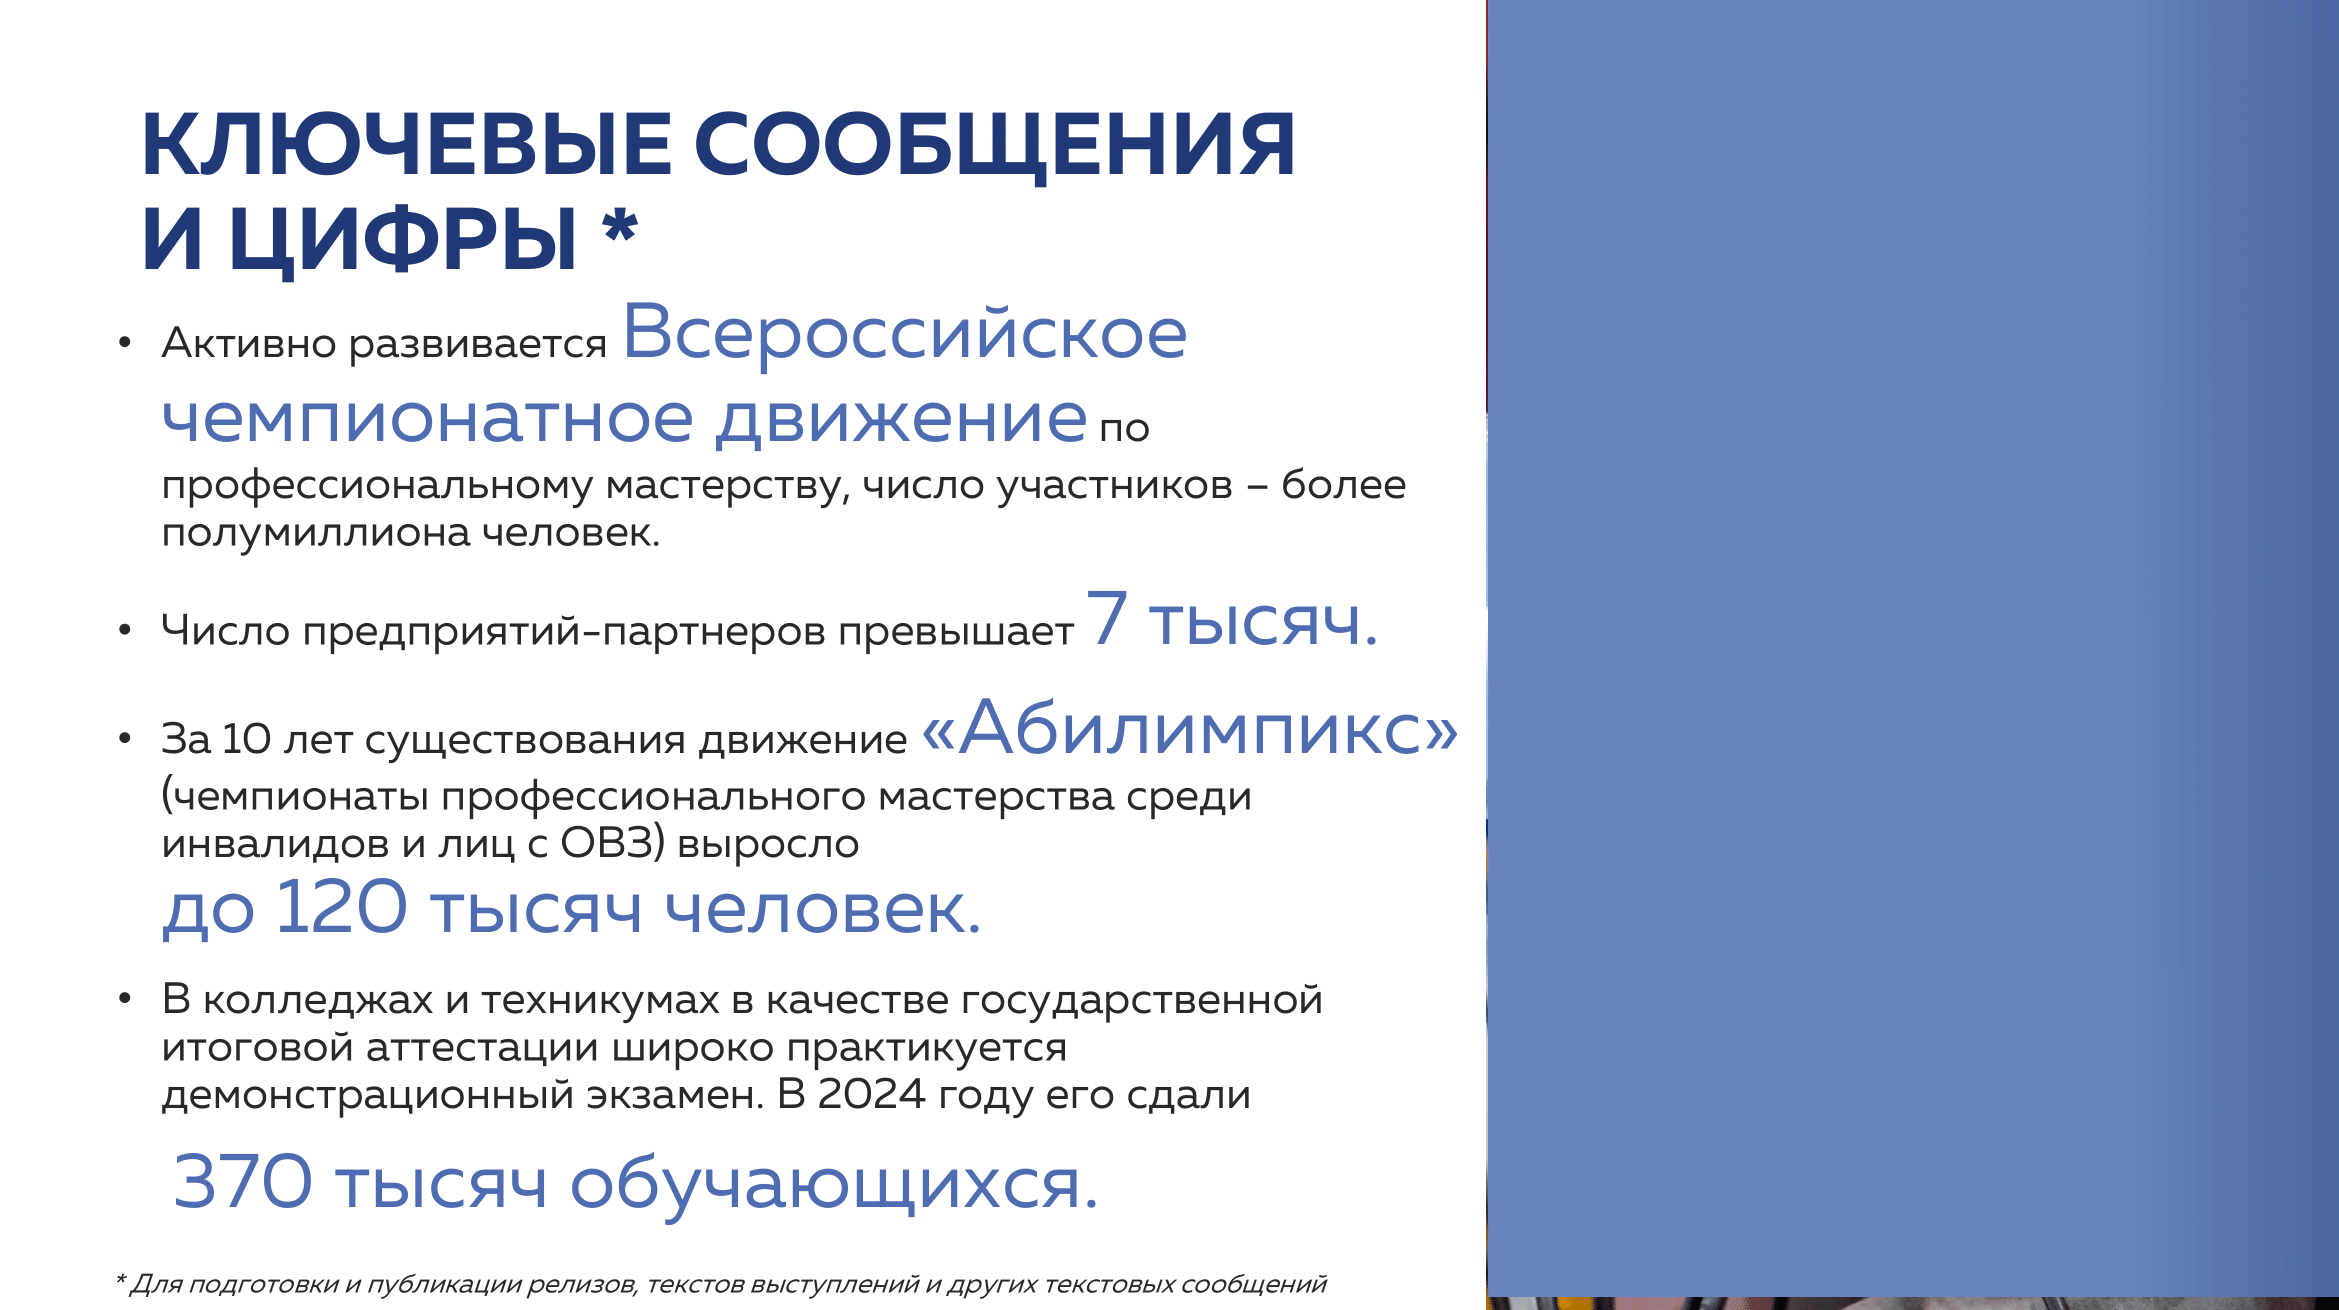 КЛЮЧЕВЫЕ СООБЩЕНИЯ
И ЦИФРЫ *
• Активно развивается Всероссийское
чемпионатное движение по
профессиональному мастерству, число участников – более
полумиллиона человек.
• Число предприятий-партнеров превышает 7 тысяч.
• За 10 лет существования движение «Абилимпикс»
(чемпионаты профессионального мастерства среди
инвалидов и лиц с ОВЗ) выросло
до 120 тысяч человек.
• В колледжах и техникумах в качестве государственной
итоговой аттестации широко практикуется
демонстрационный экзамен. В 2024 году его сдали
370 тысяч обучающихся.
* Для подготовки и публикации релизов, текстов выступлений и других текстовых сообщений